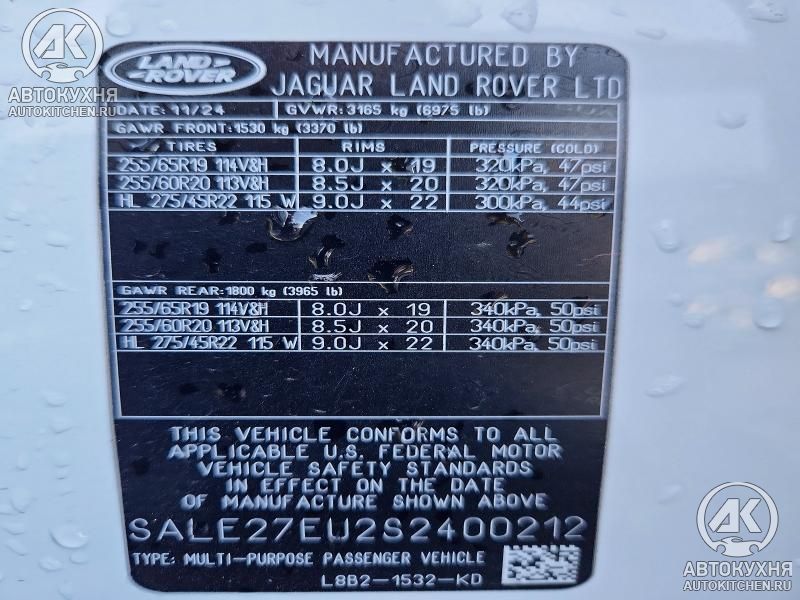 АВТОКУХНЯ
AUTOKITCHEN.RU
LAND ROVER
MANUFACTURED BY
JAGUAR LAND ROVER LTD
DATE: 11/24 GVWR: 3165 kg (6975 lb)
GAWR FRONT: 1530 kg (3370 lb)
TIRES RIMS PRESSURE (COLD)
255/65R19 114V&H 8.0J x 19 320kPa, 47psi
255/60R20 113V&H 8.5J x 20 320kPa, 47psi
HL 275/45R22 115 W 9.0J x 22 300kPa, 44psi
GAWR REAR: 1800 kg (3965 lb)
255/65R19 114V&H 8.0J x 19 340kPa, 50psi
255/60R20 113V&H 8.5J x 20 340kPa, 50psi
HL 275/45R22 115 W 9.0J x 22 340kPa, 50psi
THIS VEHICLE CONFORMS TO ALL
APPLICABLE U.S. FEDERAL MOTOR
VEHICLE SAFETY STANDARDS
IN EFFECT ON THE DATE
OF MANUFACTURE SHOWN ABOVE
SALE27EU2S2400212
TYPE: MULTI-PURPOSE PASSENGER VEHICLE
L8B2-1532-KD
АВТОКУХНЯ
AUTOKITCHEN.RU